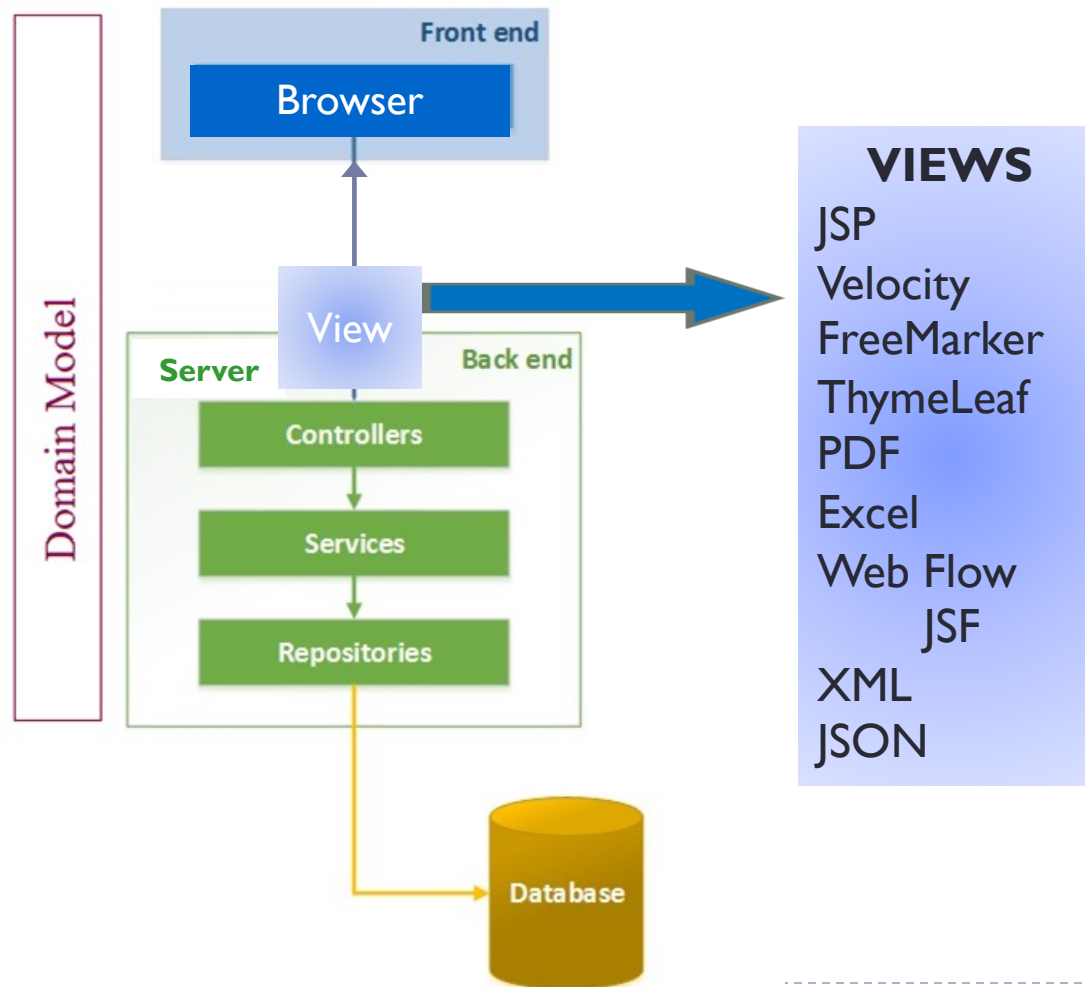 Front end
Browser
Domain Model
View
Server
Back end
Controllers
Services
Repositories
Database
VIEWS
JSP
Velocity
FreeMarker
ThymeLeaf
PDF
Excel
Web Flow
JSF
XML
JSON